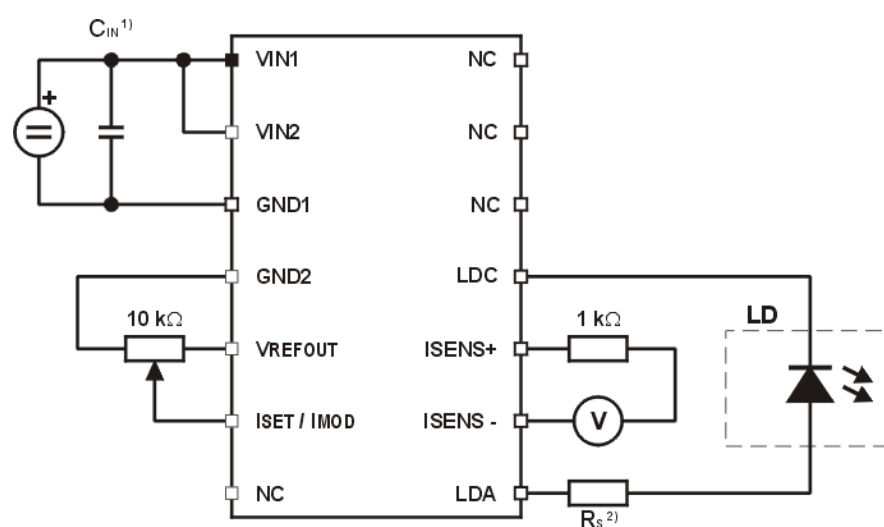 CIN 1)
VIN1
NC
+
VIN2
NC
GND1
NC
GND2
LDC
10 kΩ
VREFOUT
ISENS+
1 kΩ
LD
ISET / IMOD
ISENS -
V
NC
LDA
RS 2)